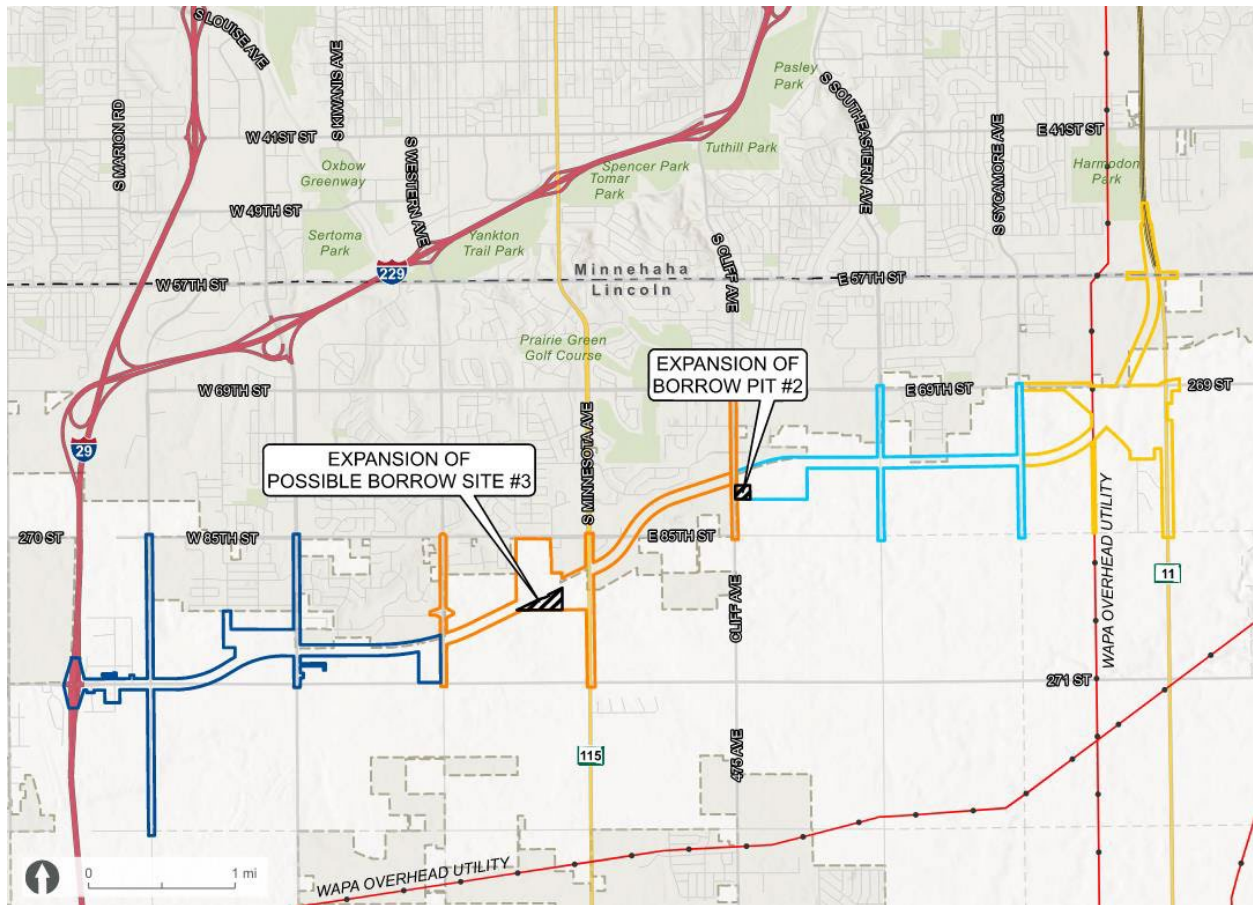 S LOUISE AVE
S MARION RD
S KIWANIS AVE
W 41ST ST
S WESTERN AVE
Oxbow
Greenway
W 49TH ST
Sertoma
Park
Yankton
Trail Park
Spencer Park
Tomar
Park
Tuthill Park
Pasley
Park
S SOUTHEASTERN AVE
S SYCAMORE AVE
E 41ST ST
Harmodon
Park
229
W 57TH ST
Minnehaha
Lincoln
S CLIFF AVE
E 57TH ST
Prairie Green
Golf Course
EXPANSION OF
BORROW PIT #2
W 69TH ST
E 69TH ST
269 ST
29
S MINNESOTA AVE
EXPANSION OF
POSSIBLE BORROW SITE #3
270 ST
W 85TH ST
E 85TH ST
CLIFF AVE
WAPA OVERHEAD UTILITY
11
271 ST
115
475 AVE
WAPA OVERHEAD UTILITY
0
1 mi